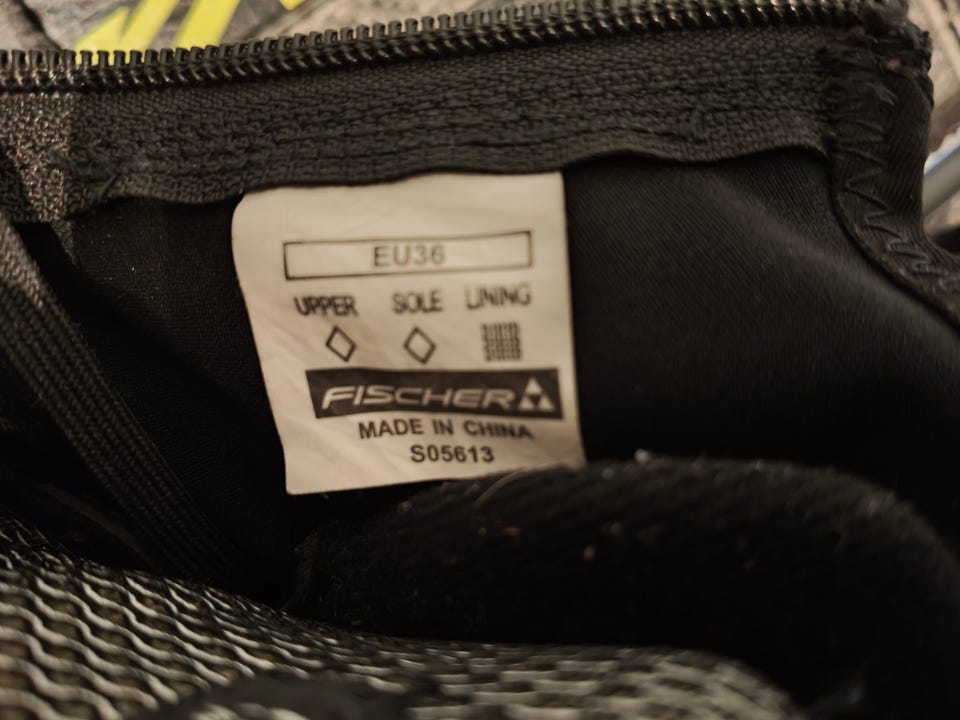 EU36
UPPER SOLE LINING
FISCHER
MADE IN CHINA
S05613